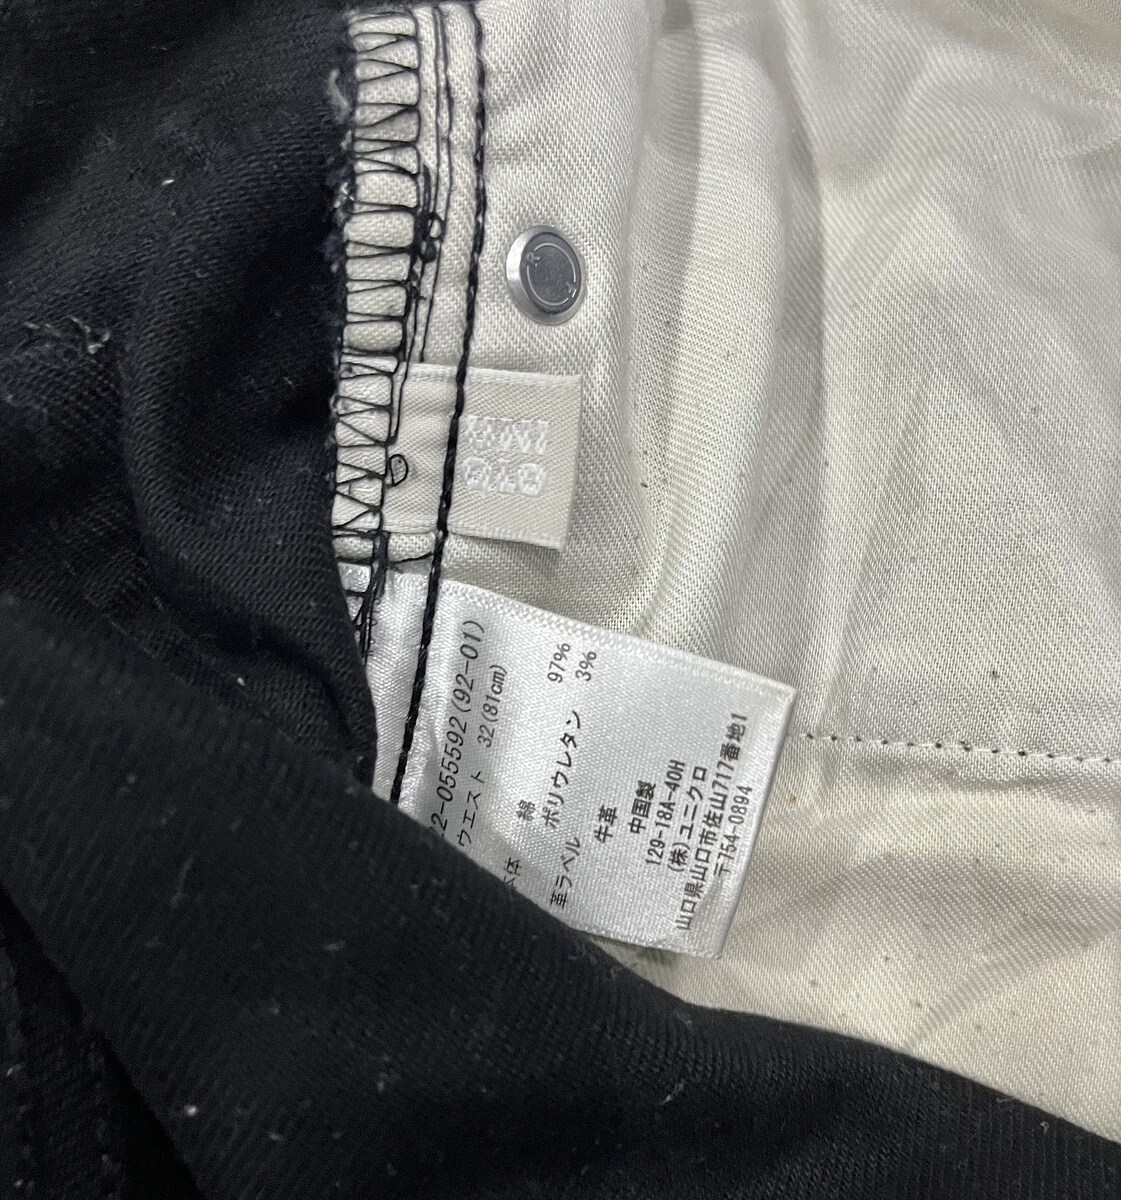 2-055592(92-01)
ウエスト 32(81cm)
体
綿 97%
ポリウレタン 3%
革ラベル
牛革
中国製
129-18A-40H
(株)ユニクロ
山口県山口市佐山717番地1
〒754-0894